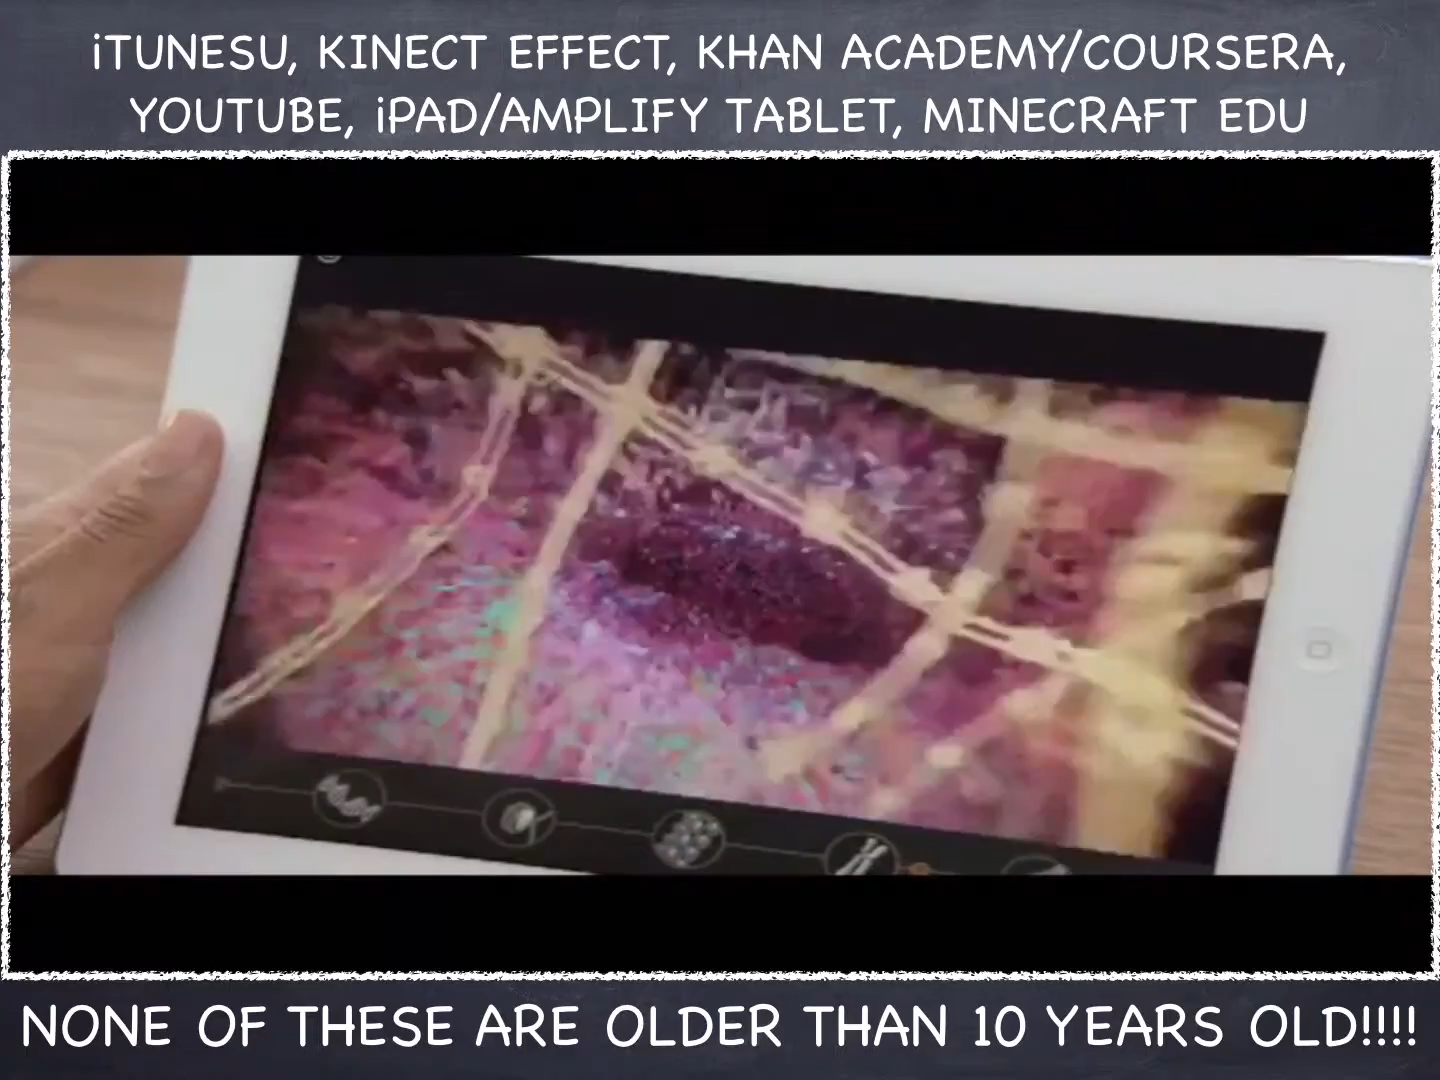 iTUNESU, KINECT EFFECT, KHAN ACADEMY/COURSERA,
YOUTUBE, iPAD/AMPLIFY TABLET, MINECRAFT EDU
NONE OF THESE ARE OLDER THAN 10 YEARS OLD!!!!